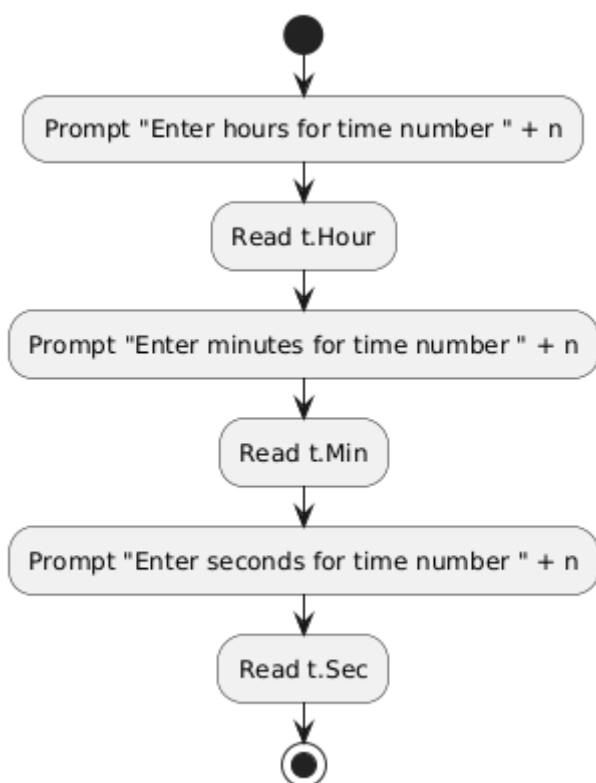 Prompt "Enter hours for time number " + n
Read t.Hour
Prompt "Enter minutes for time number " + n
Read t.Min
Prompt "Enter seconds for time number " + n
Read t.Sec